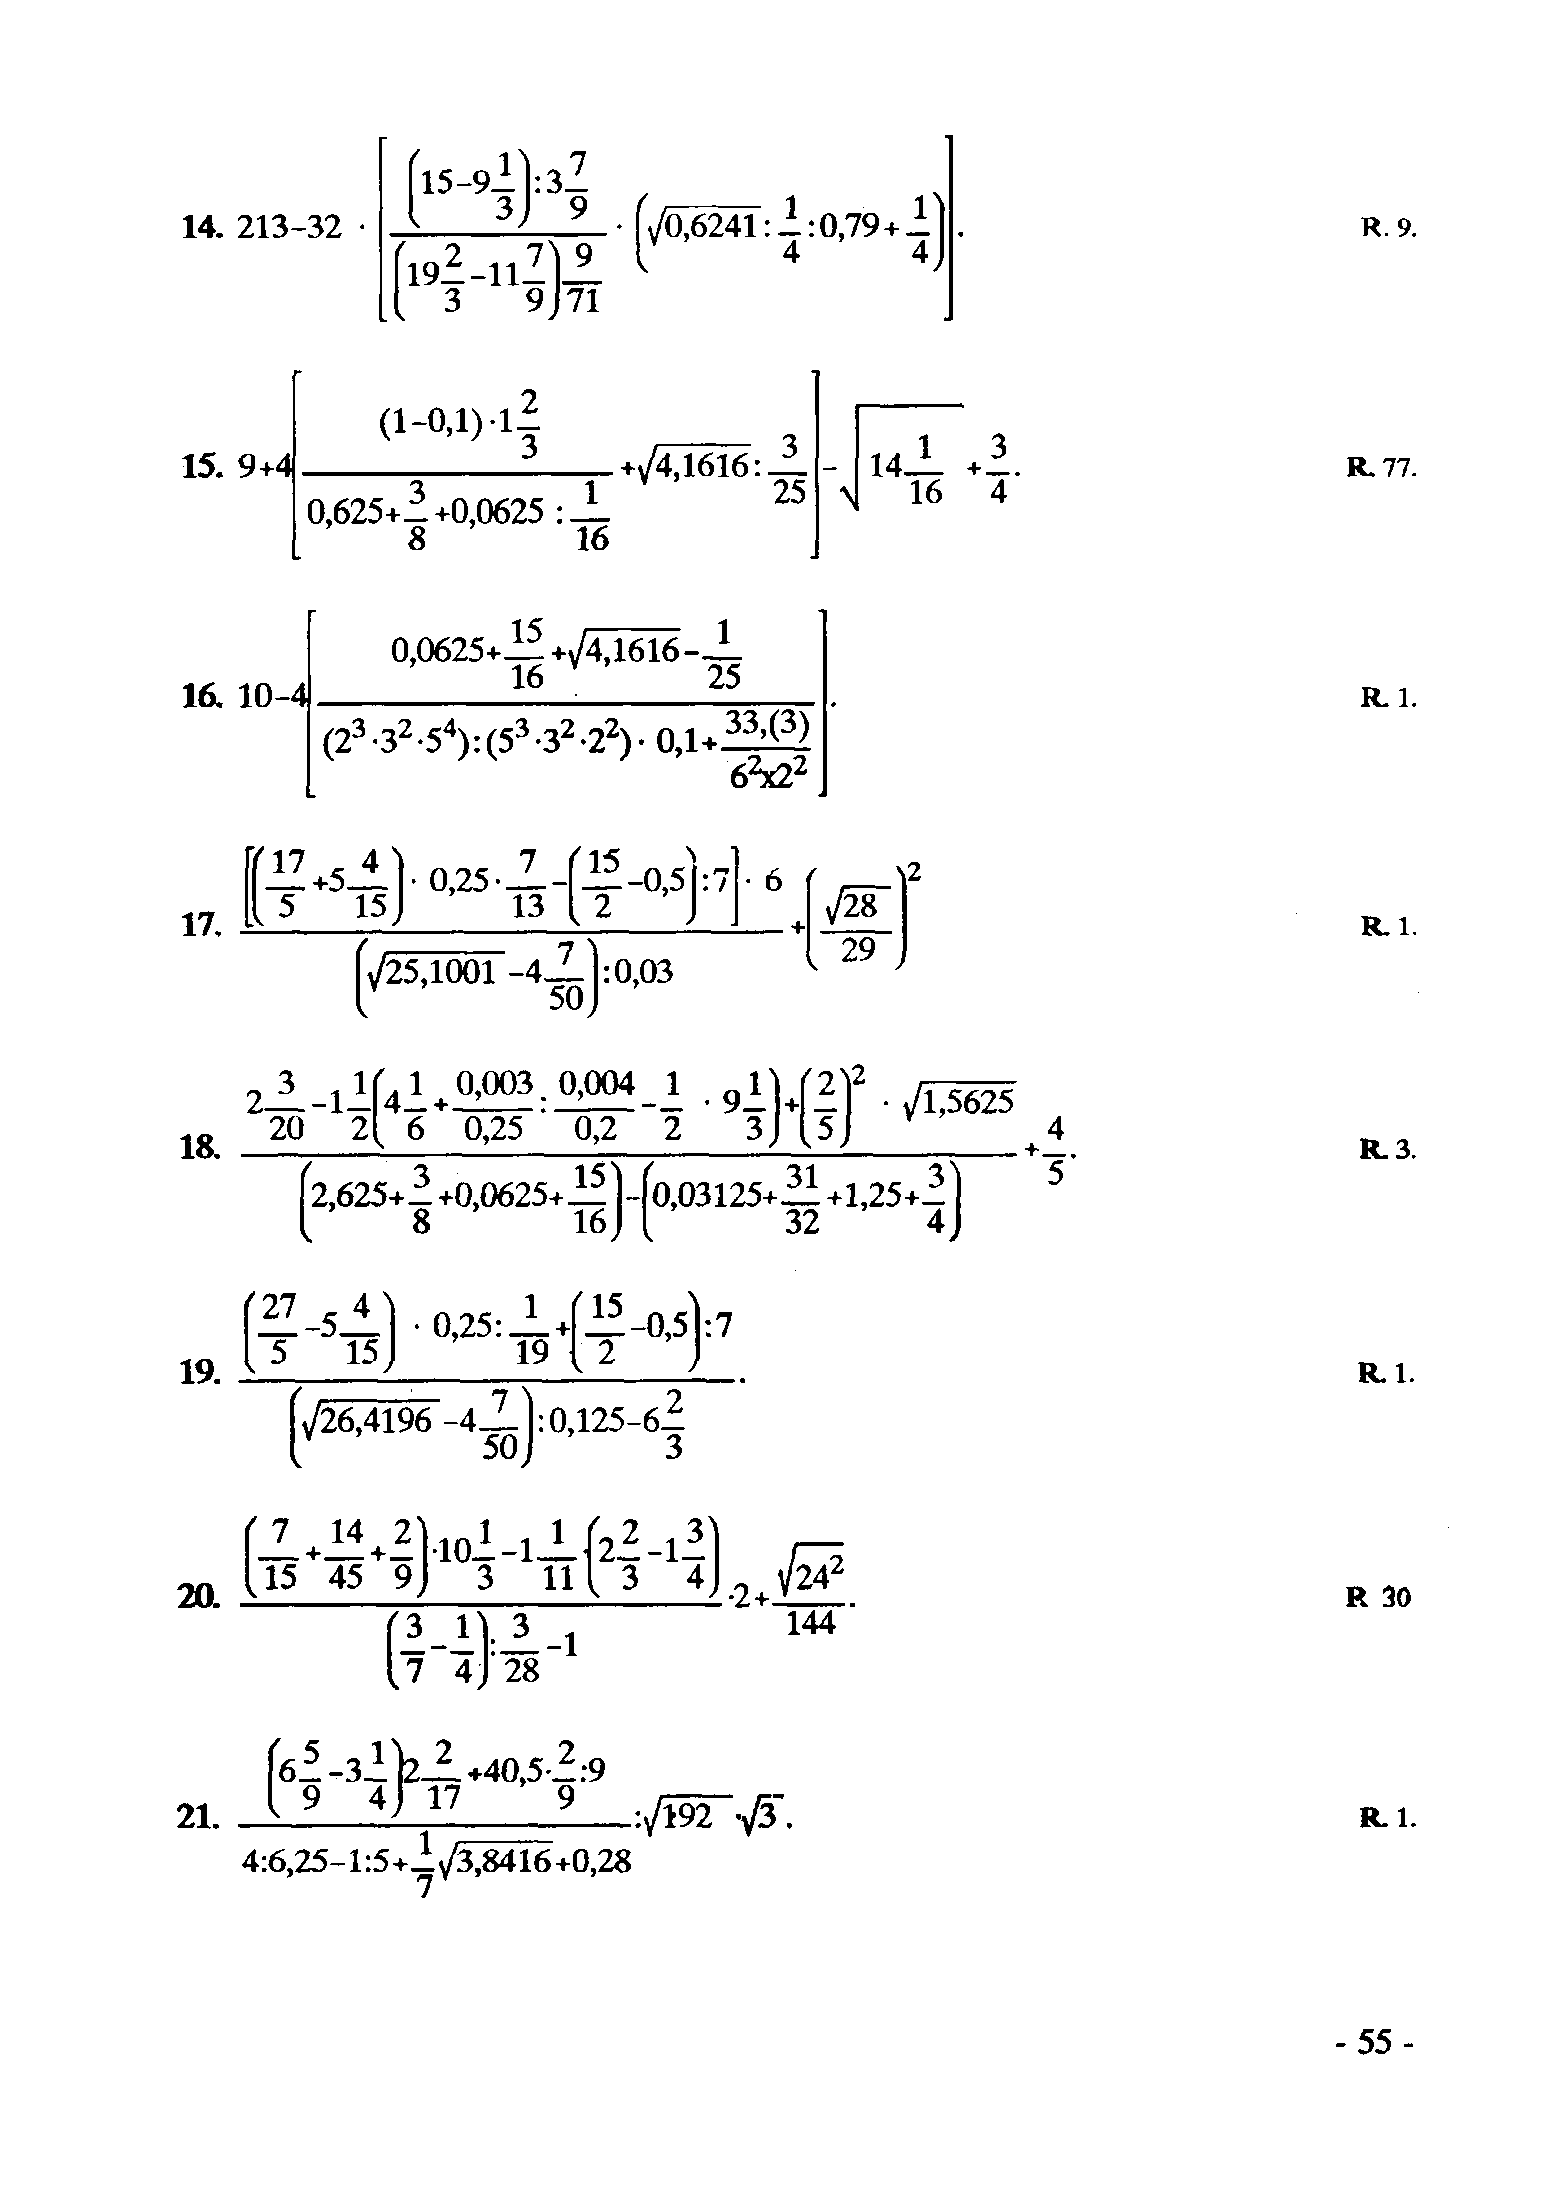 14. 213-32 · [((15-9 1/3):3 7/9)/((19 2/3-11 7/9) 9/71) · (√0,6241 : 1/4 :0,79+ 1/4)]. R. 9.
15. 9+4[((1-0,1)·1 2/3)/(0,625+ 3/8 +0,0625 : 1/16) +√4,1616 : 3/25] - √(14 1/16) + 3/4. R. 77.
16. 10-4[(0,0625+ 15/16 +√4,1616 - 1/25)/((2³·3²·5⁴):(5³·3²·2²)· 0,1+ 33,(3)/(6²x2²))]. R. 1.
17. ([(17/5 +5 4/15)· 0,25· 7/13 -(15/2 -0,5):7]· 6)/((√25,1001 -4 7/50):0,03) +(√28/29)² R. 1.
18. (2 3/20 -1 1/2(4 1/6 + 0,003/0,25 : 0,004/0,2 - 1/2 · 9 1/3)+(2/5)² · √1,5625)/((2,625+ 3/8 +0,0625+ 15/16)-(0,03125+ 31/32 +1,25+ 3/4)) + 4/5. R. 3.
19. ((27/5 -5 4/15) · 0,25: 1/19 +(15/2 -0,5):7)/((√26,4196 -4 7/50):0,125-6 2/3). R. 1.
20. ((7/15 + 14/45 + 2/9)·10 1/3 -1 1/11 ·(2 2/3 -1 3/4))/((3/7 - 1/4): 3/28 -1) ·2+ √24²/144. R 30
21. ((6 5/9 -3 1/4)2 2/17 +40,5· 2/9 :9)/(4:6,25-1:5+ 1/7 √3,8416 +0,28) :√192 ·√3. R. 1.
- 55 -